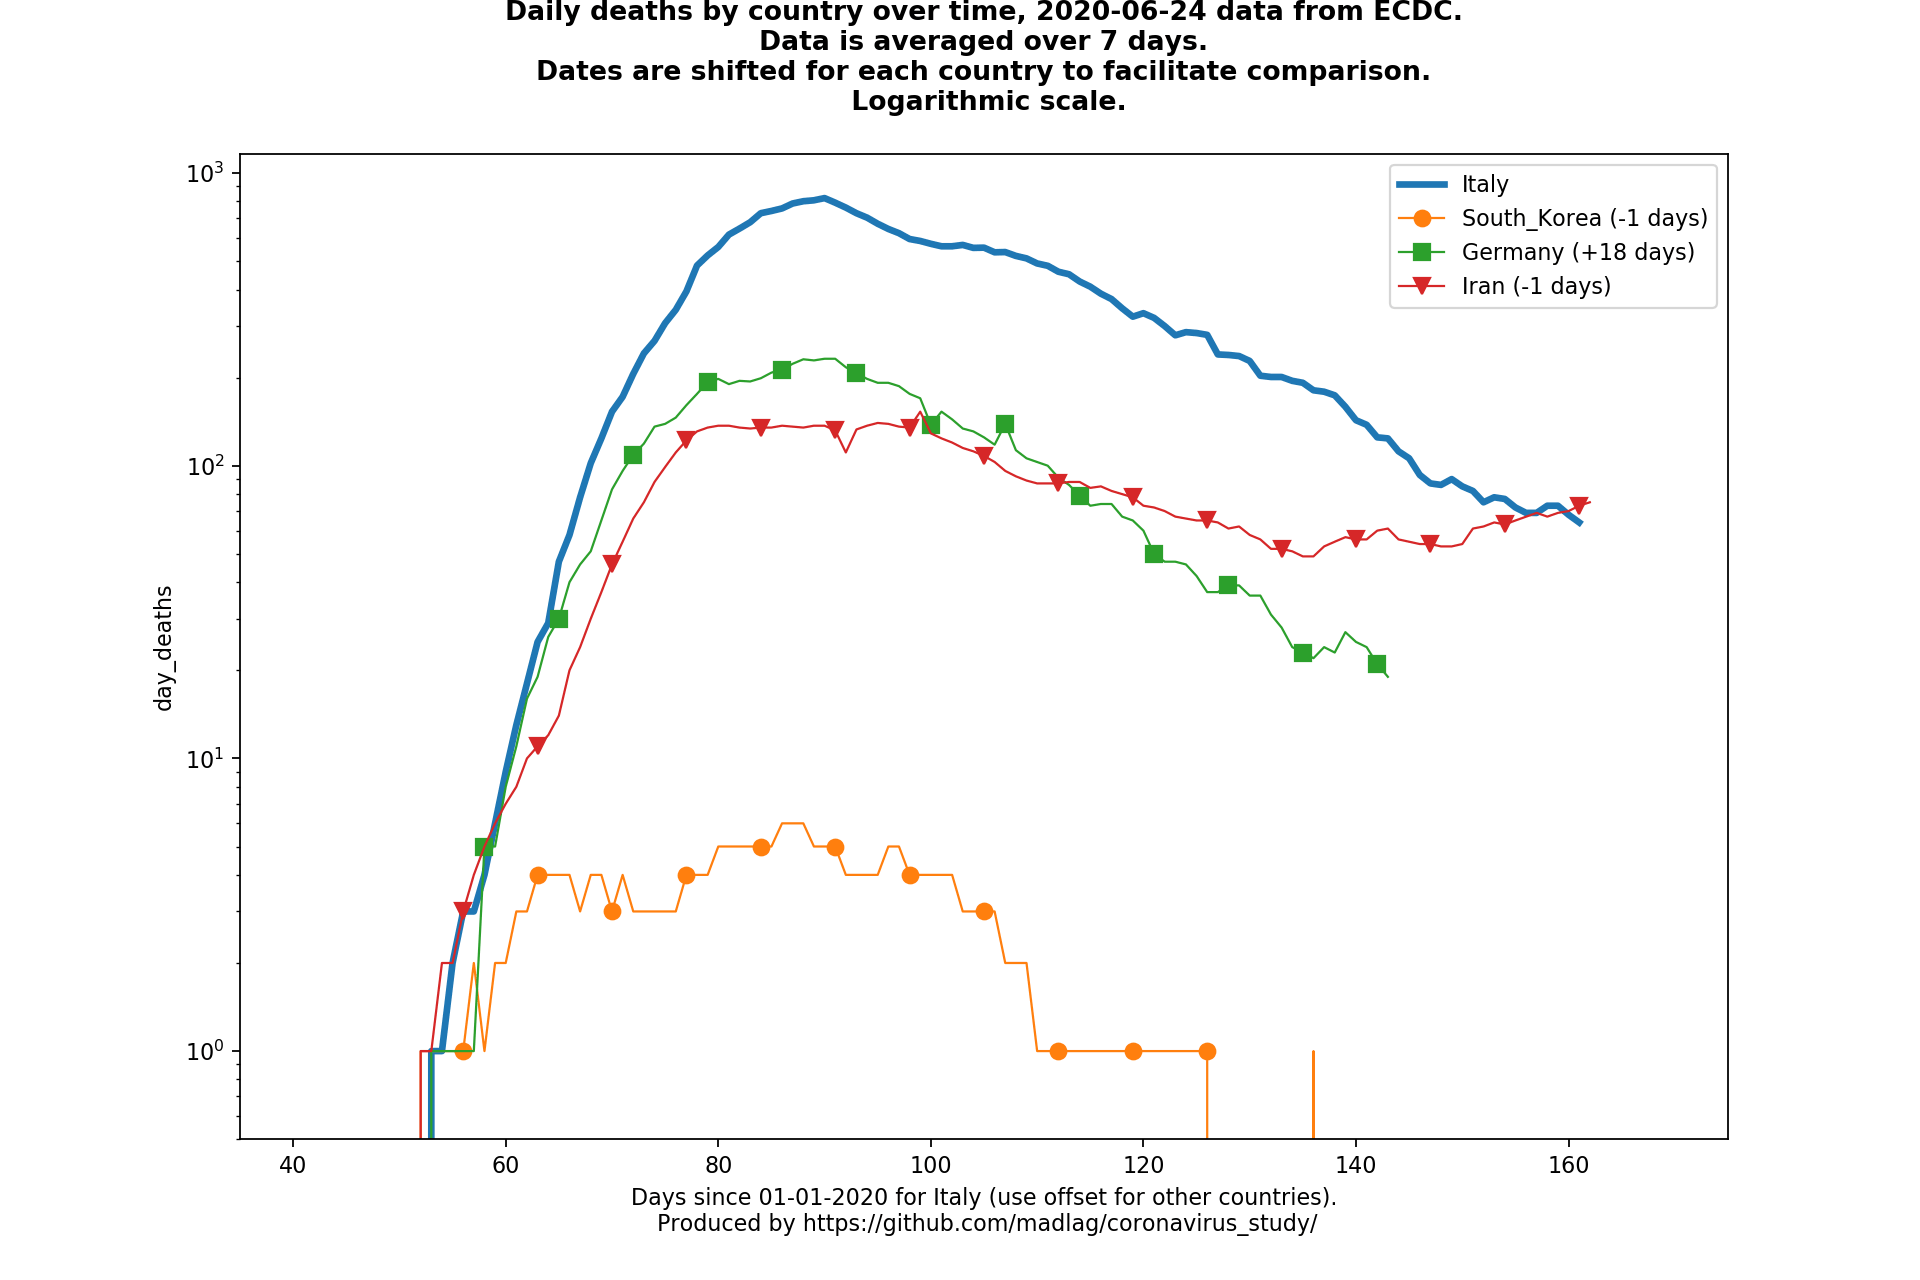 Daily deaths by country over time, 2020-06-24 data from ECDC.
Data is averaged over 7 days.
Dates are shifted for each country to facilitate comparison.
Logarithmic scale.
10³
10²
10¹
10⁰
day_deaths
Italy
South_Korea (-1 days)
Germany (+18 days)
Iran (-1 days)
40 60 80 100 120 140 160
Days since 01-01-2020 for Italy (use offset for other countries).
Produced by https://github.com/madlag/coronavirus_study/